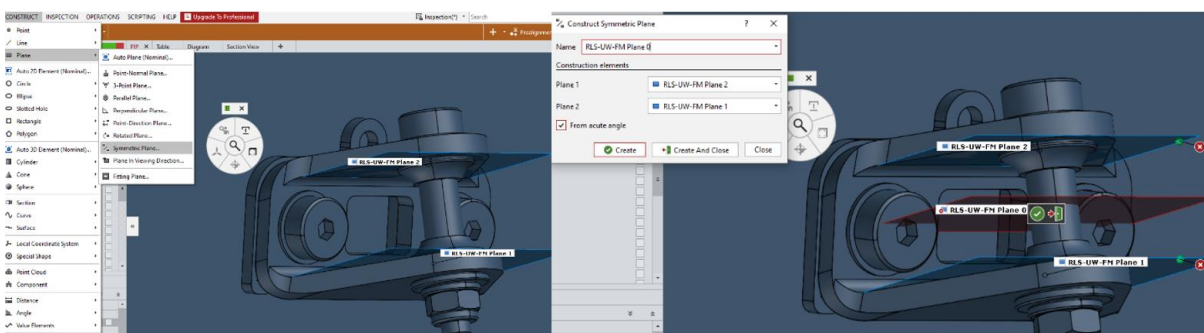 CONSTRUCT INSPECTION OPERATIONS SCRIPTING HELP Upgrade To Professional Inspection(*) Search
Point
Line
Plane
Auto 2D Element (Nominal)...
Circle
Ellipse
Slotted Hole
Rectangle
Polygon
Auto 3D Element (Nominal)...
Cylinder
Cone
Sphere
Section
Curve
Surface
Local Coordinate System
Special Shape
Point Cloud
Component
Distance
Angle
Value Elements
Table Diagram Section View +
Auto Plane (Nominal)...
Point-Normal Plane...
3-Point Plane...
Parallel Plane...
Perpendicular Plane...
Point-Direction Plane...
Rotated Plane...
Symmetric Plane...
Plane In Viewing Direction...
Fitting Plane...
RLS-UW-FM Plane 2
RLS-UW-FM Plane 1
Construct Symmetric Plane ? ×
Name RLS-UW-FM Plane 0
Construction elements
Plane 1 RLS-UW-FM Plane 2
Plane 2 RLS-UW-FM Plane 1
From acute angle
Create Create And Close Close
RLS-UW-FM Plane 2
RLS-UW-FM Plane 0
RLS-UW-FM Plane 1